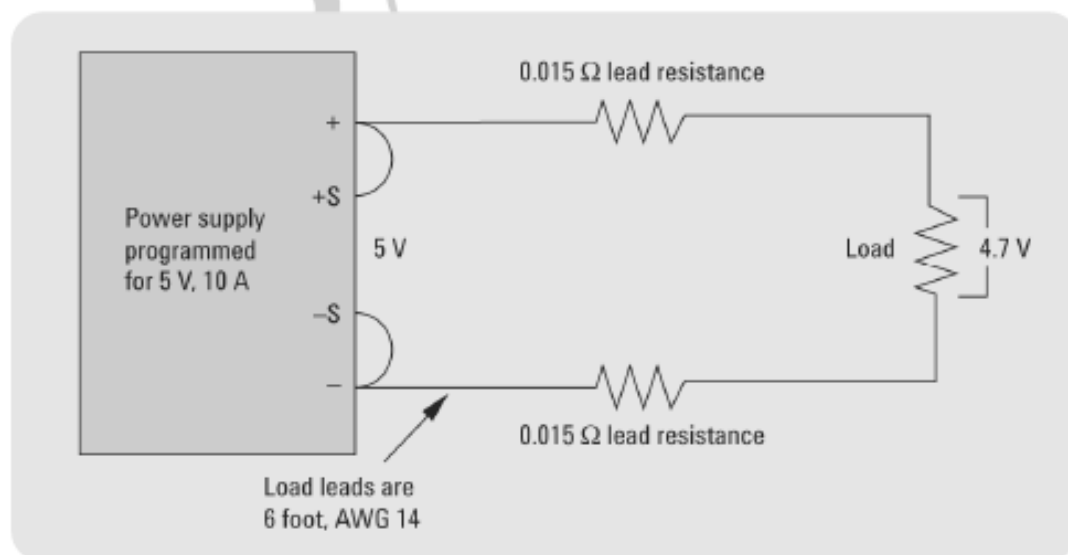 0.015 Ω lead resistance
+
+S
Power supply
programmed
for 5 V, 10 A
5 V
Load
4.7 V
–S
–
0.015 Ω lead resistance
Load leads are
6 foot, AWG 14